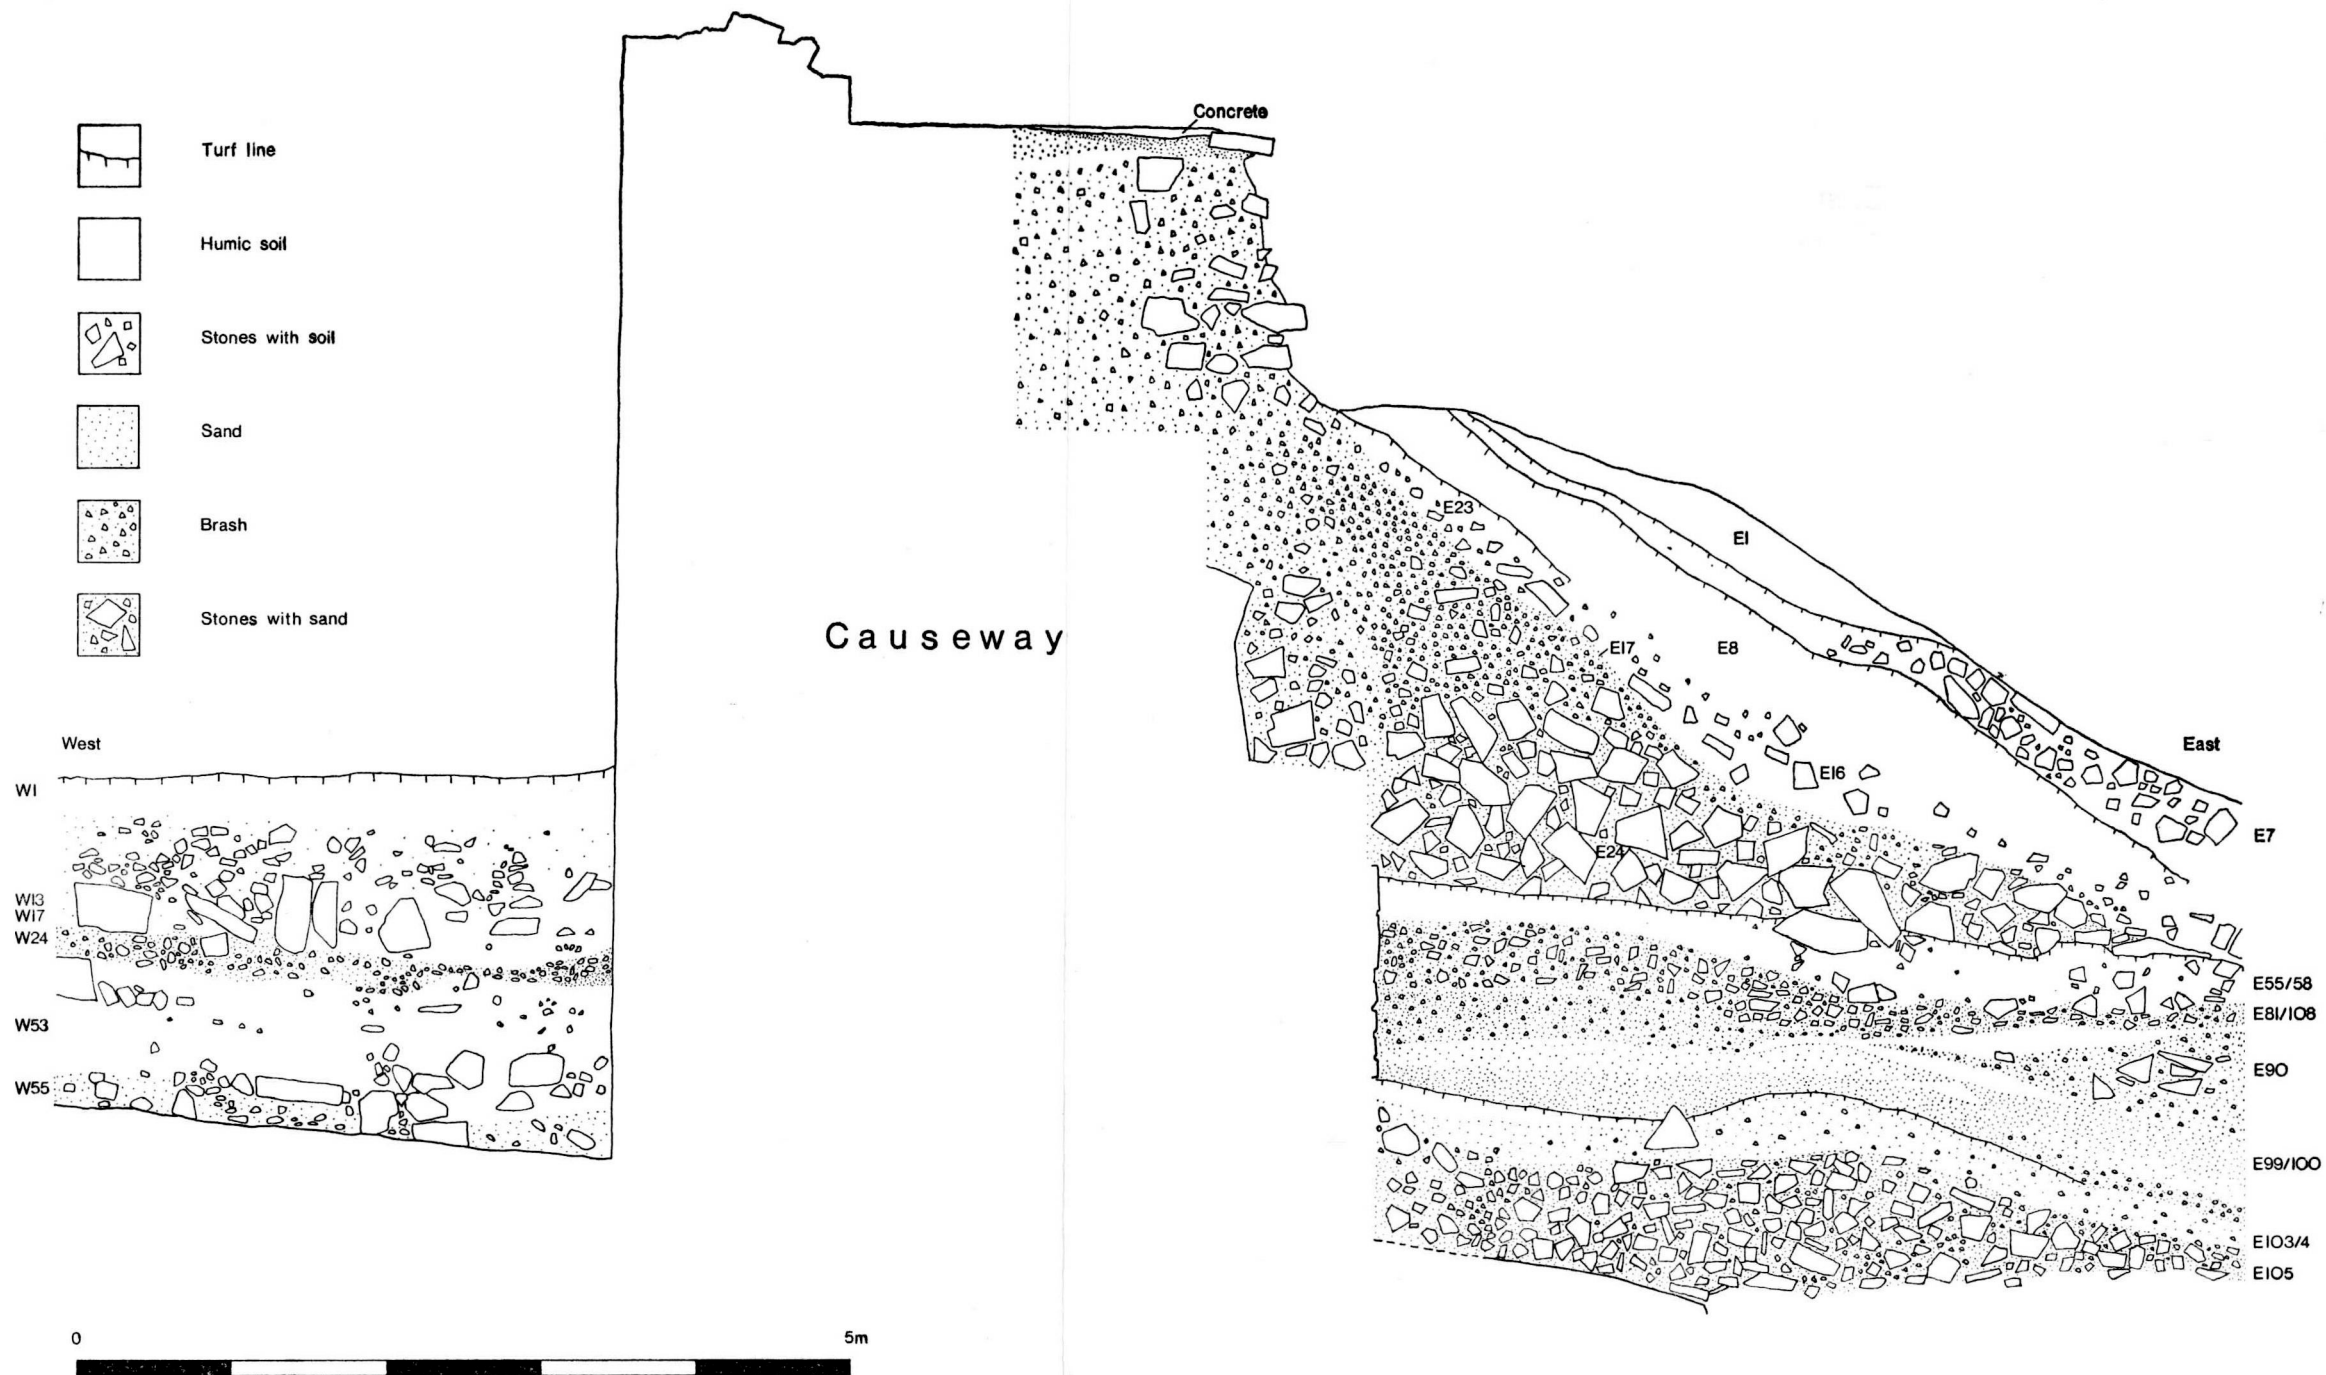 Concrete
Turf line
Humic soil
Stones with soil
Sand
Brash
Stones with sand
Causeway
West
East
W1
W13
W17
W24
W53
W55
E1
E23
E17
E8
E16
E24
E7
E55/58
E81/108
E90
E99/100
E103/4
E105
0 5m